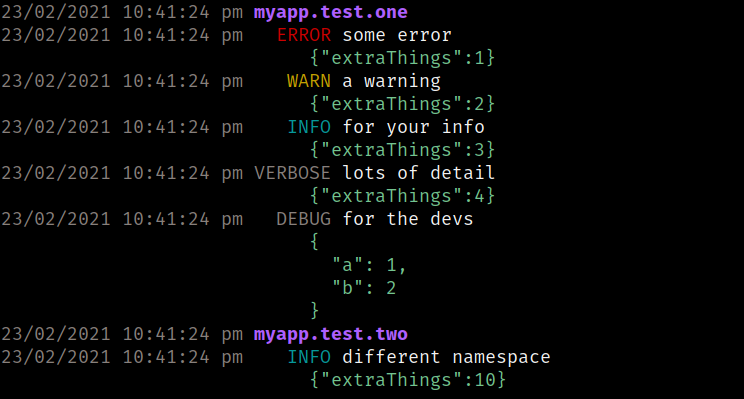 23/02/2021 10:41:24 pm myapp.test.one
23/02/2021 10:41:24 pm   ERROR some error
                            {"extraThings":1}
23/02/2021 10:41:24 pm    WARN a warning
                            {"extraThings":2}
23/02/2021 10:41:24 pm    INFO for your info
                            {"extraThings":3}
23/02/2021 10:41:24 pm VERBOSE lots of detail
                            {"extraThings":4}
23/02/2021 10:41:24 pm   DEBUG for the devs
                            {
                              "a": 1,
                              "b": 2
                            }
23/02/2021 10:41:24 pm myapp.test.two
23/02/2021 10:41:24 pm    INFO different namespace
                            {"extraThings":10}